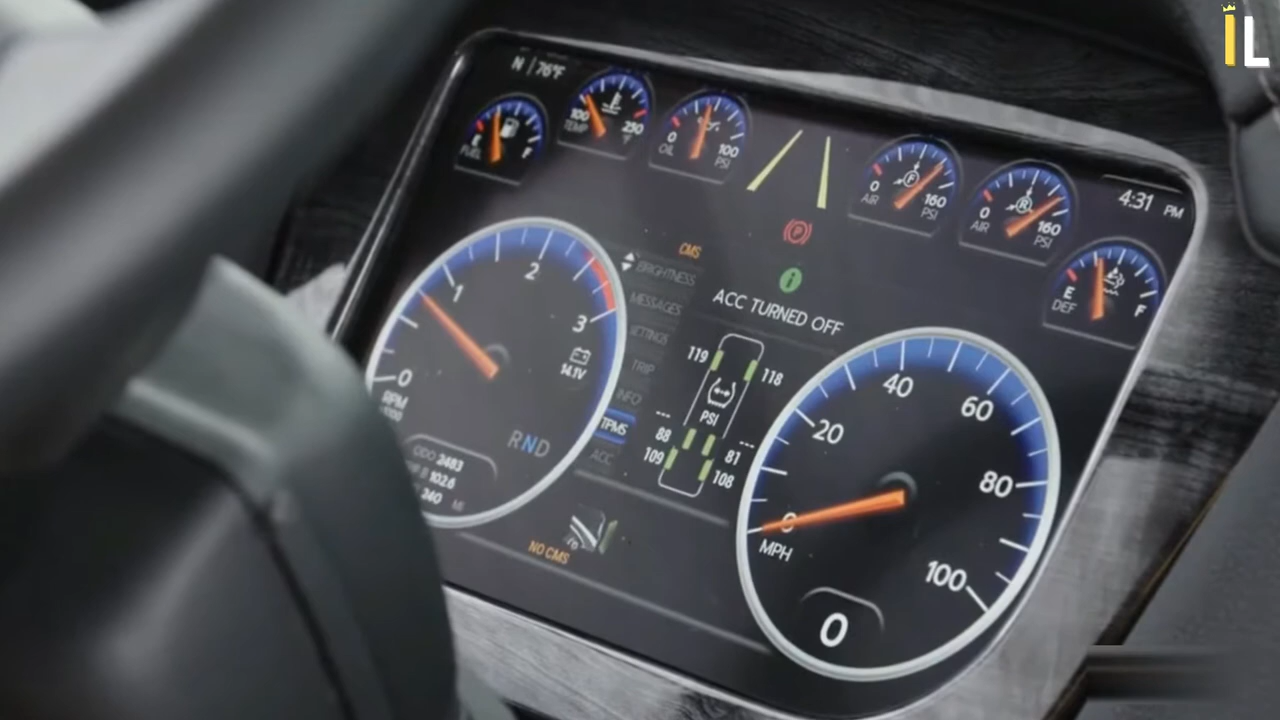 IL
N | 76°F
E F
FUEL
100 250
TEMP °F
0 100
OIL PSI
0 F 160
AIR PSI
0 R 160
AIR PSI
4:31 PM
E F
DEF
P
i
ACC TURNED OFF
CMS
BRIGHTNESS
MESSAGES
SETTINGS
TRIP
INFO
TPMS
ACC
0 1 2 3
RPM
14.1V
RND
ODO 2483
B 102.6
240 MI
119 118
PSI
--- ---
88 81
109 108
NO CMS
0 20 40 60 80 100
MPH
0